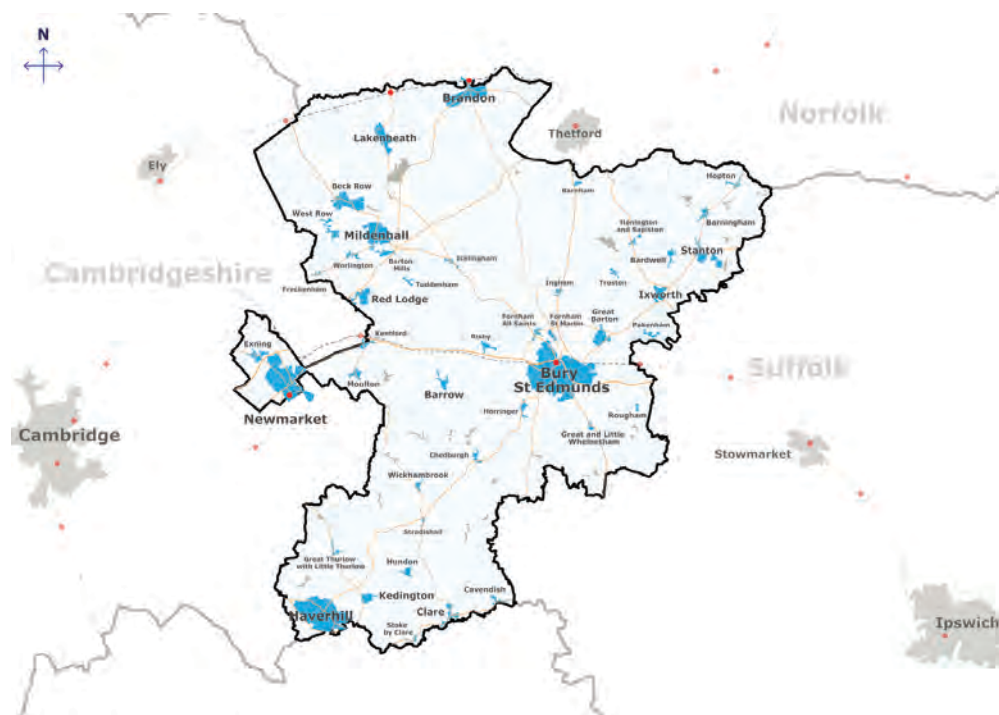 N
Norfolk
Brandon
Thetford
Lakenheath
Ely
Hopton
Beck Row
Barnham
West Row
Barningham
Honington
and Sapiston
Mildenhall
Stanton
Bardwell
Barton
Mills
Worlington
Cambridgeshire
Tuddenham
Troston
Ingham
Freckenham
Red Lodge
Ixworth
Fornham
All Saints
Fornham
St Martin
Great
Barton
Pakenham
Kentford
Risby
Exning
Suffolk
Bury
St Edmunds
Moulton
Barrow
Newmarket
Horringer
Rougham
Cambridge
Great and Little
Whelnetham
Stowmarket
Chedburgh
Wickhambrook
Stradishall
Great Thurlow
with Little Thurlow
Hundon
Cavendish
Kedington
Haverhill
Clare
Stoke
by Clare
Ipswich